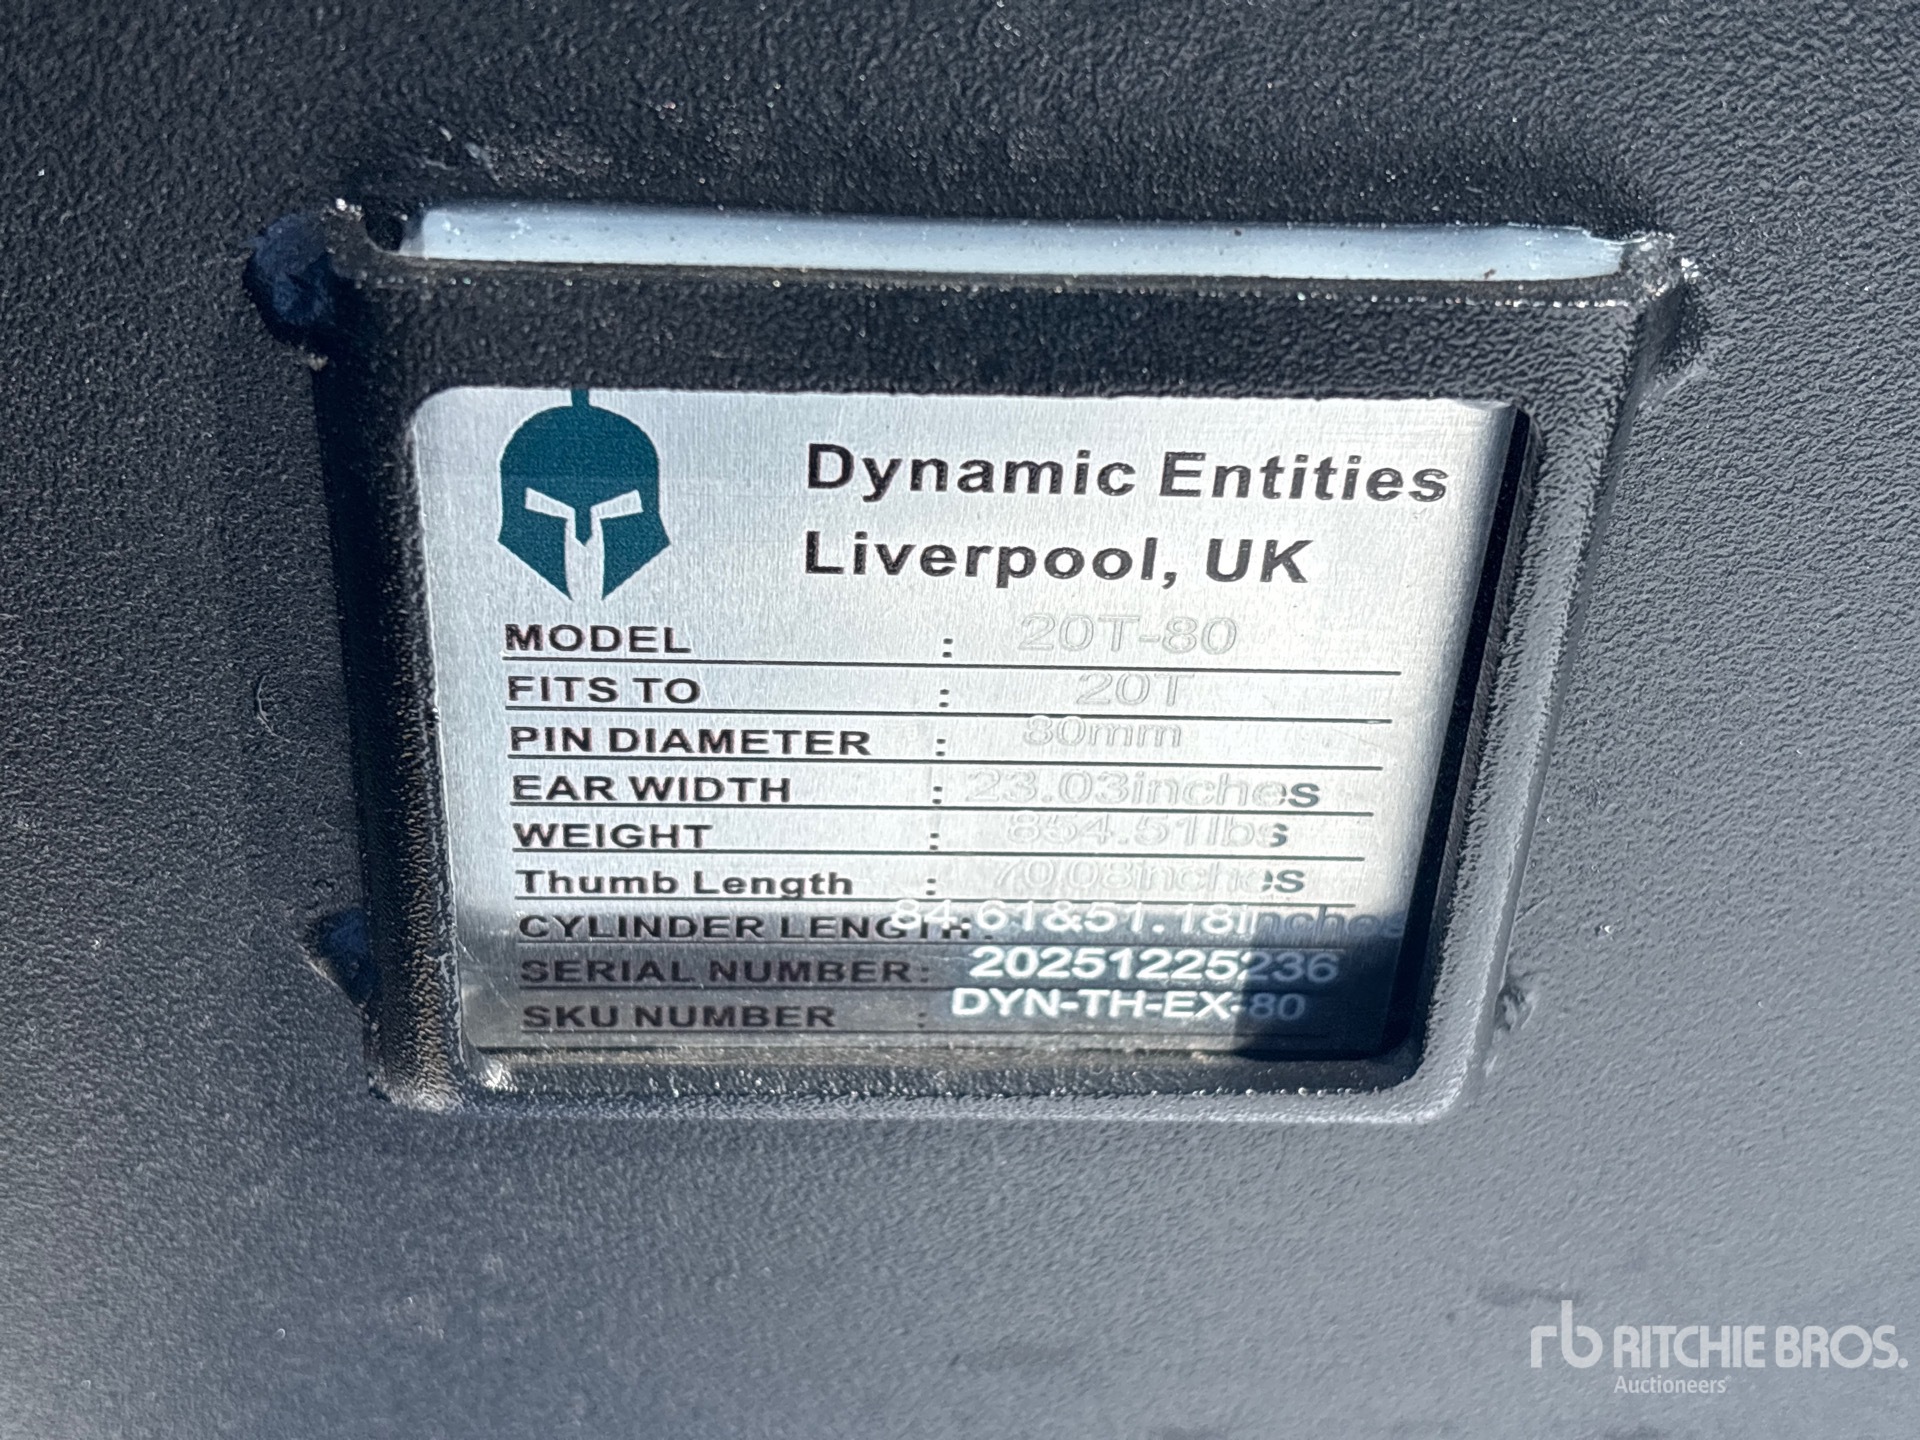 Dynamic Entities
Liverpool, UK
MODEL : 20T-80
FITS TO : 20T
PIN DIAMETER : 80mm
EAR WIDTH : 23.03inches
WEIGHT : 854.51lbs
Thumb Length : 70.08inches
CYLINDER LENGTH: 84.61&51.18inches
SERIAL NUMBER: 20251225236
SKU NUMBER : DYN-TH-EX-80
rb RITCHIE BROS.
Auctioneers